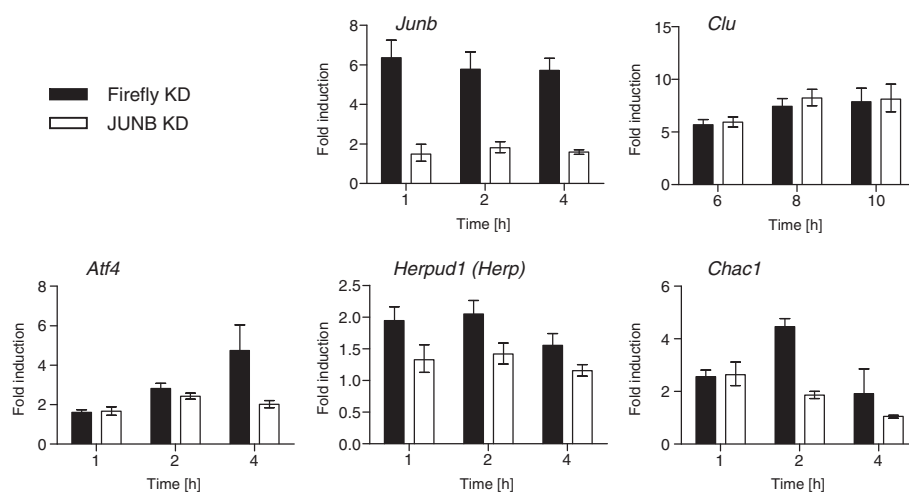 Firefly KD
JUNB KD
Junb
Fold induction
8
6
4
2
0
1 2 4
Time [h]
Clu
Fold induction
15
10
5
0
6 8 10
Time [h]
Atf4
Fold induction
8
6
4
2
0
1 2 4
Time [h]
Herpud1 (Herp)
Fold induction
2.5
2.0
1.5
1.0
0.5
0.0
1 2 4
Time [h]
Chac1
Fold induction
6
4
2
0
1 2 4
Time [h]